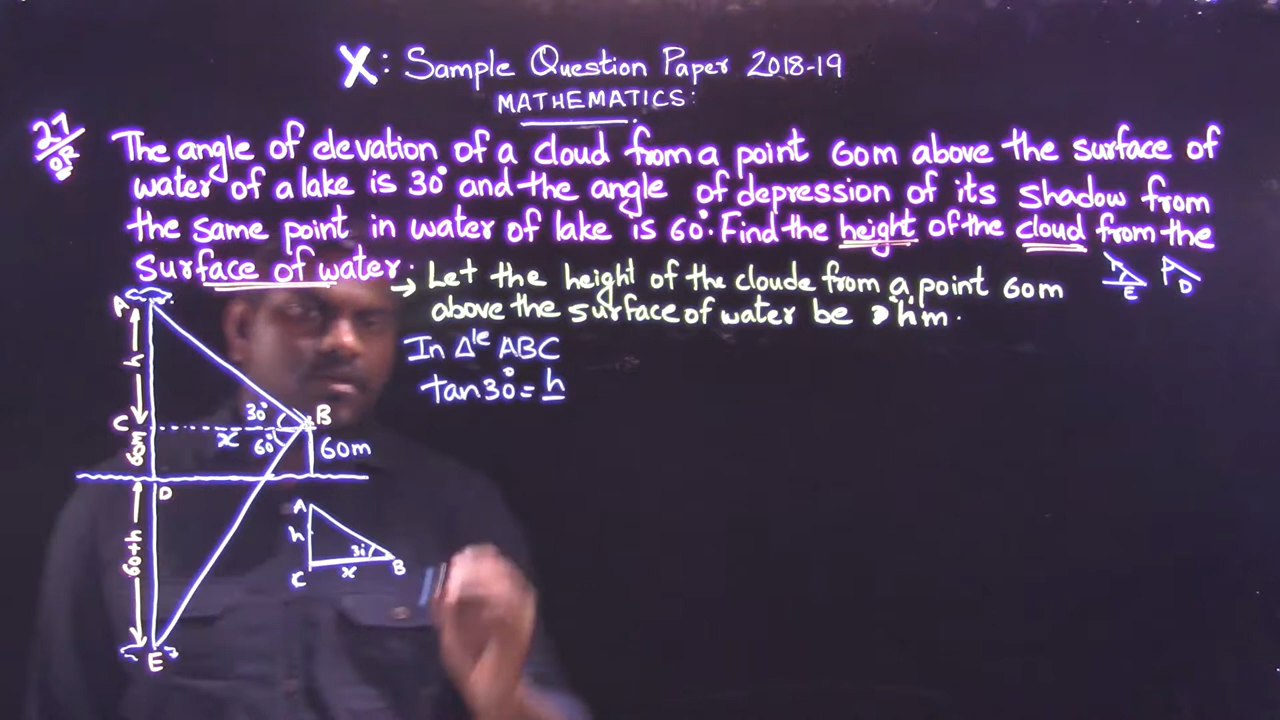 X: Sample Question Paper 2018-19
MATHEMATICS:
27/OR The angle of elevation of a cloud from a point 60m above the surface of
water of a lake is 30° and the angle of depression of its shadow from
the same point in water of lake is 60°. Find the height of the cloud from the
surface of water.
→ Let the height of the cloude from a point 60m
above the surface of water be h m.
In Δle ABC
tan30° = h
E
D
A
h
C
60m
30°
x
60°
B
60m
D
60+h
E
A
h
C
30
x
B